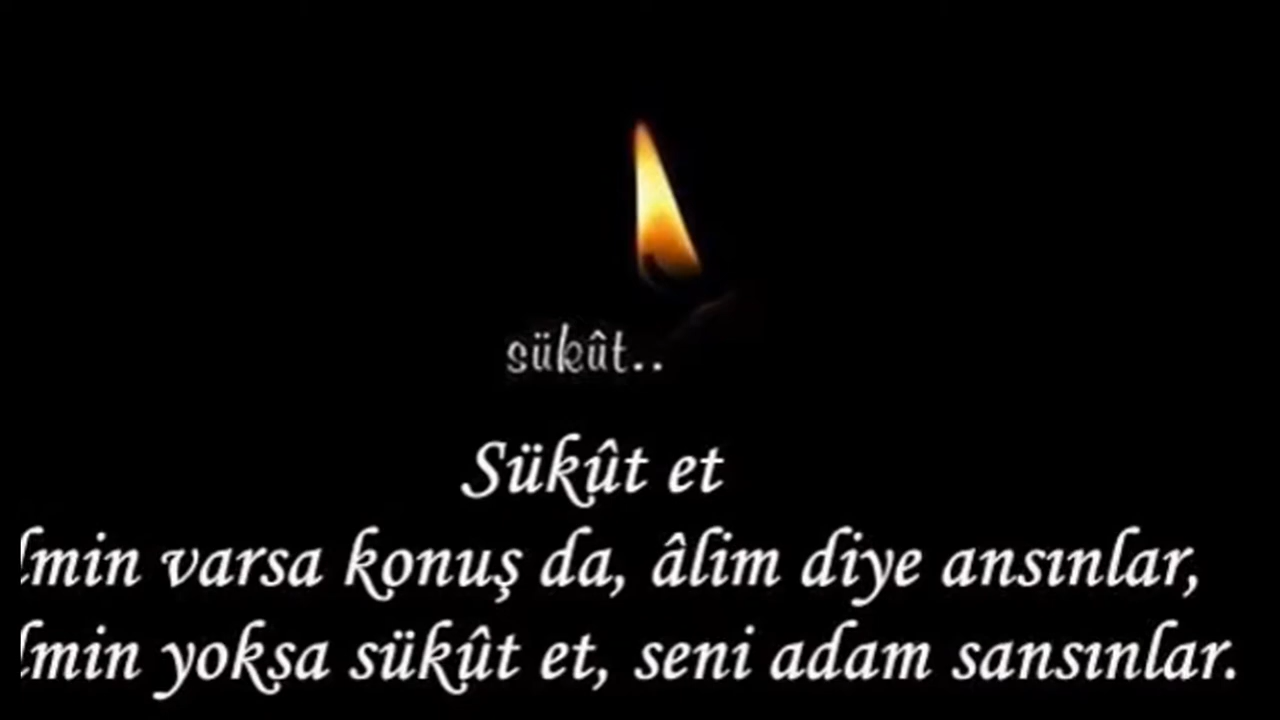 sükût..
Sükût et
lmin varsa konuş da, âlim diye ansınlar,
lmin yoksa sükût et, seni adam sansınlar.